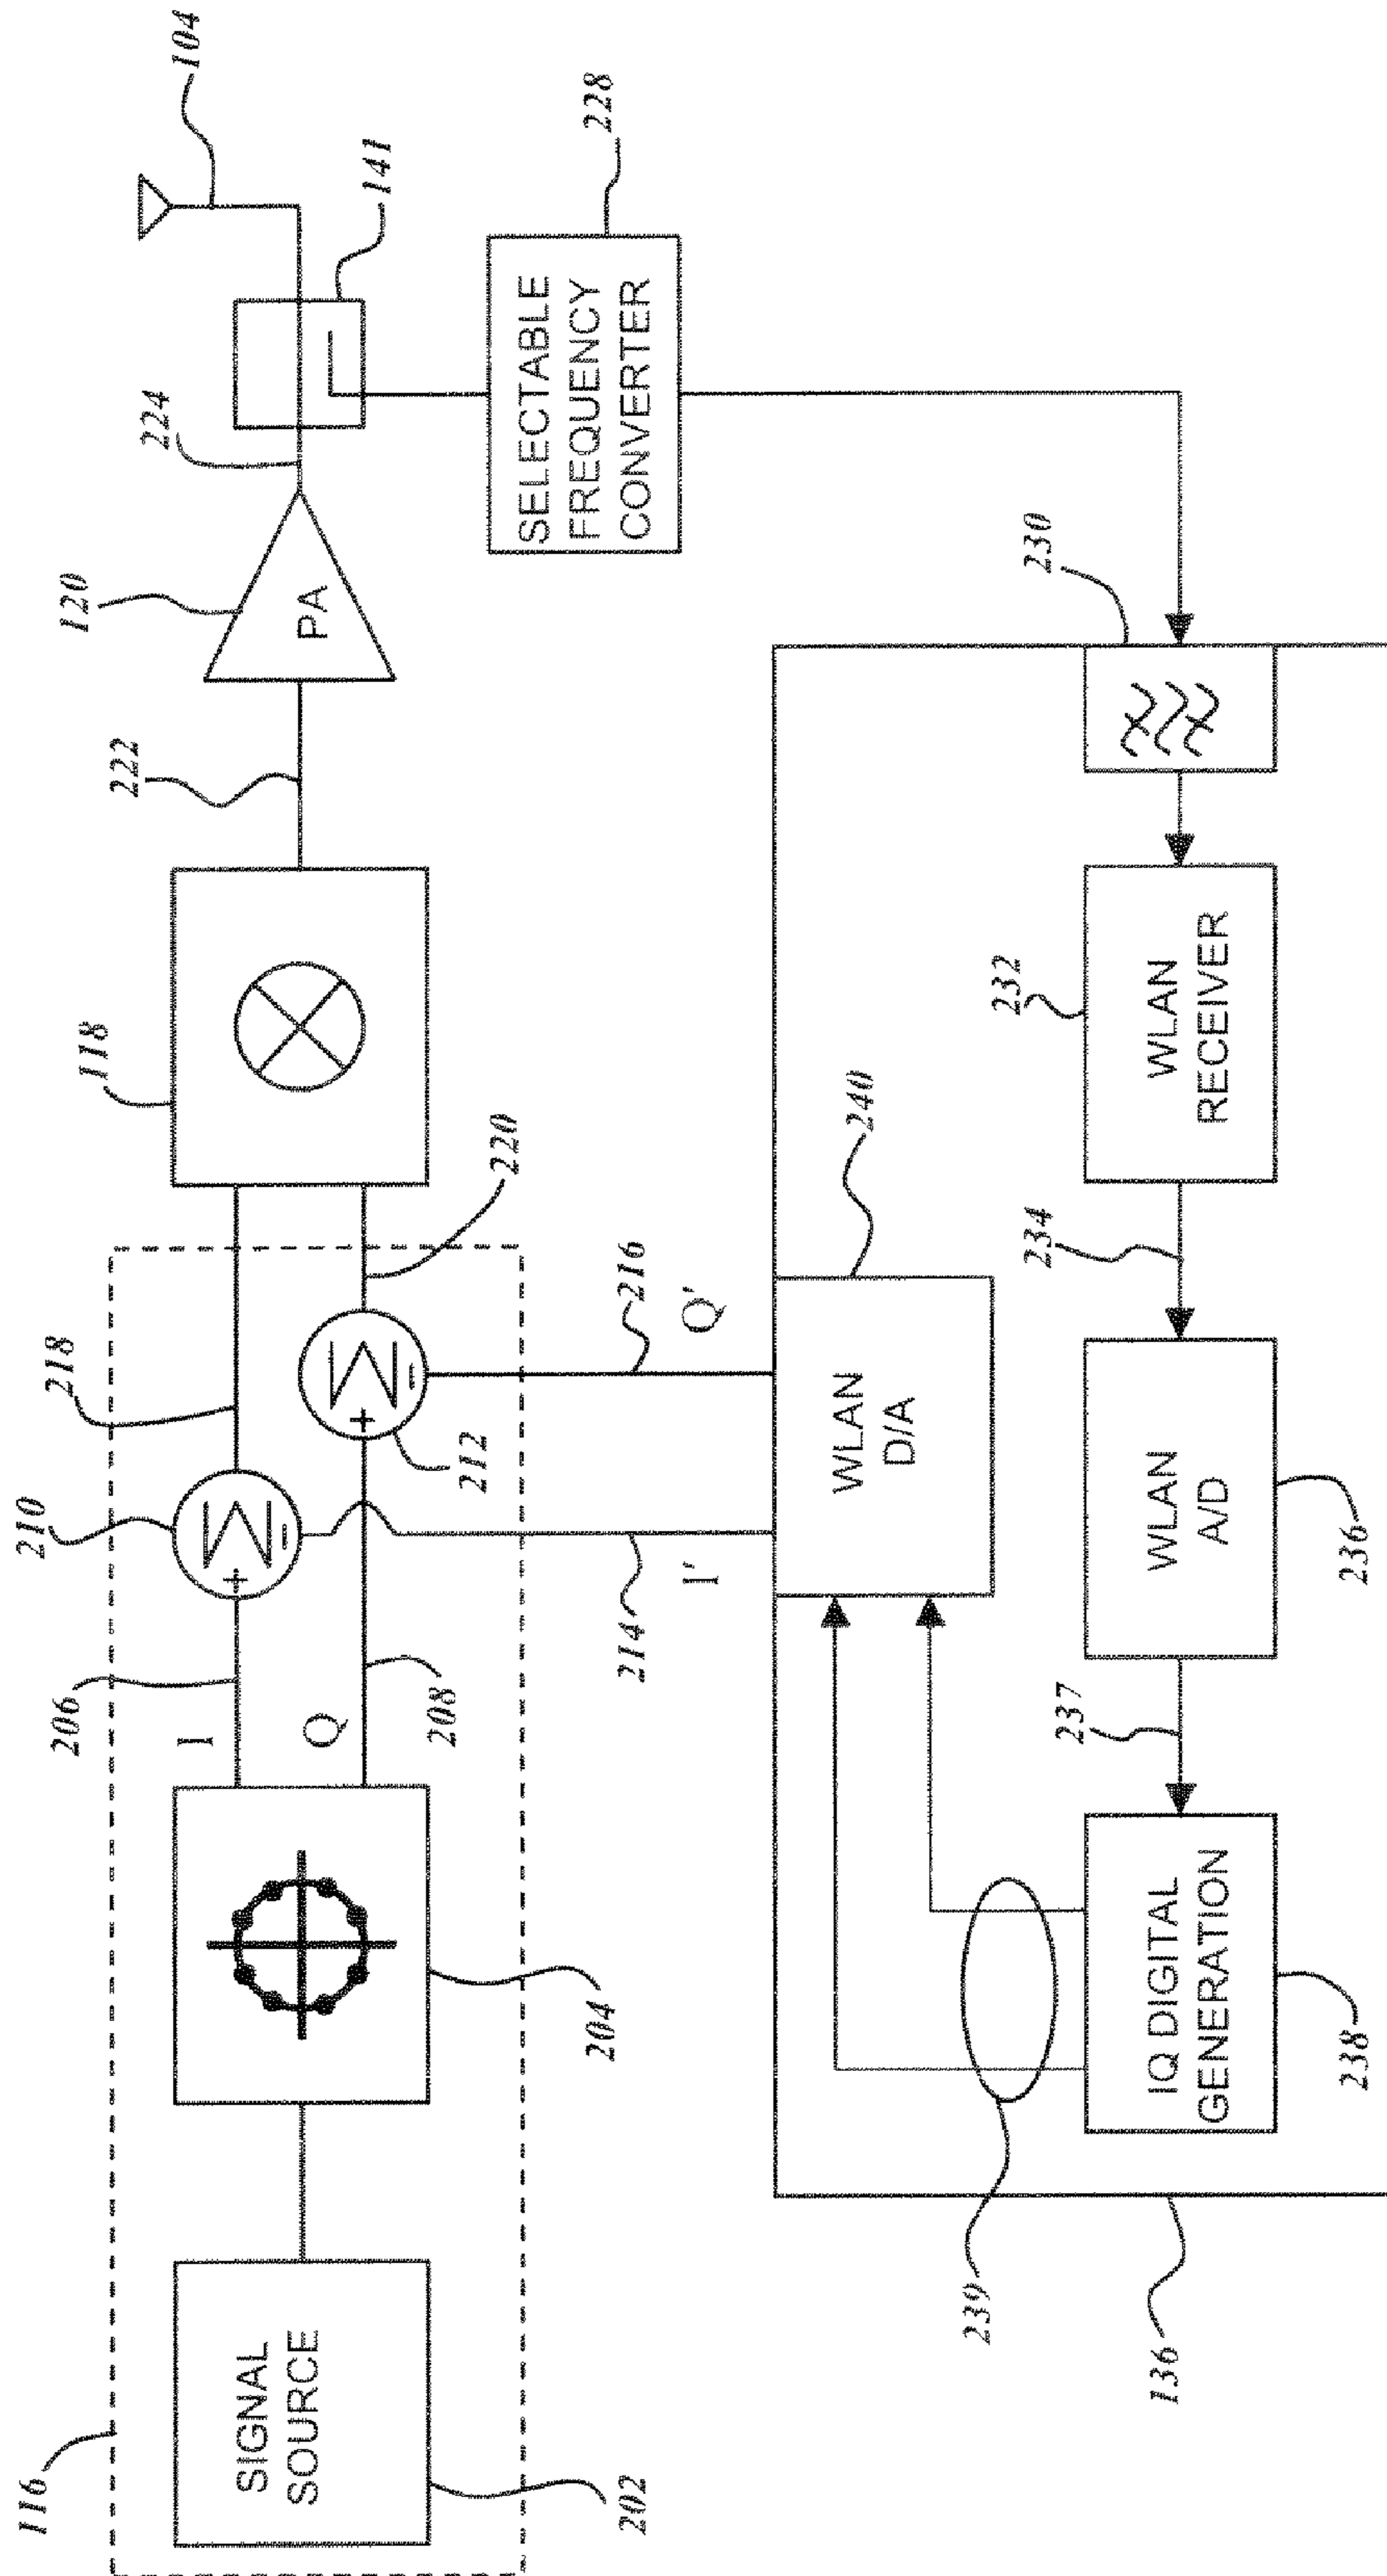 104
141
228
SELECTABLE
FREQUENCY
CONVERTER
224
120
PA
230
222
118
232
WLAN
RECEIVER
240
220
234
216
Q'
218
210
+
Σ
-
+
Σ
-
212
WLAN
D/A
WLAN
A/D
236
206
I
Q
208
214
I'
237
204
239
IQ DIGITAL
GENERATION
238
136
116
SIGNAL
SOURCE
202